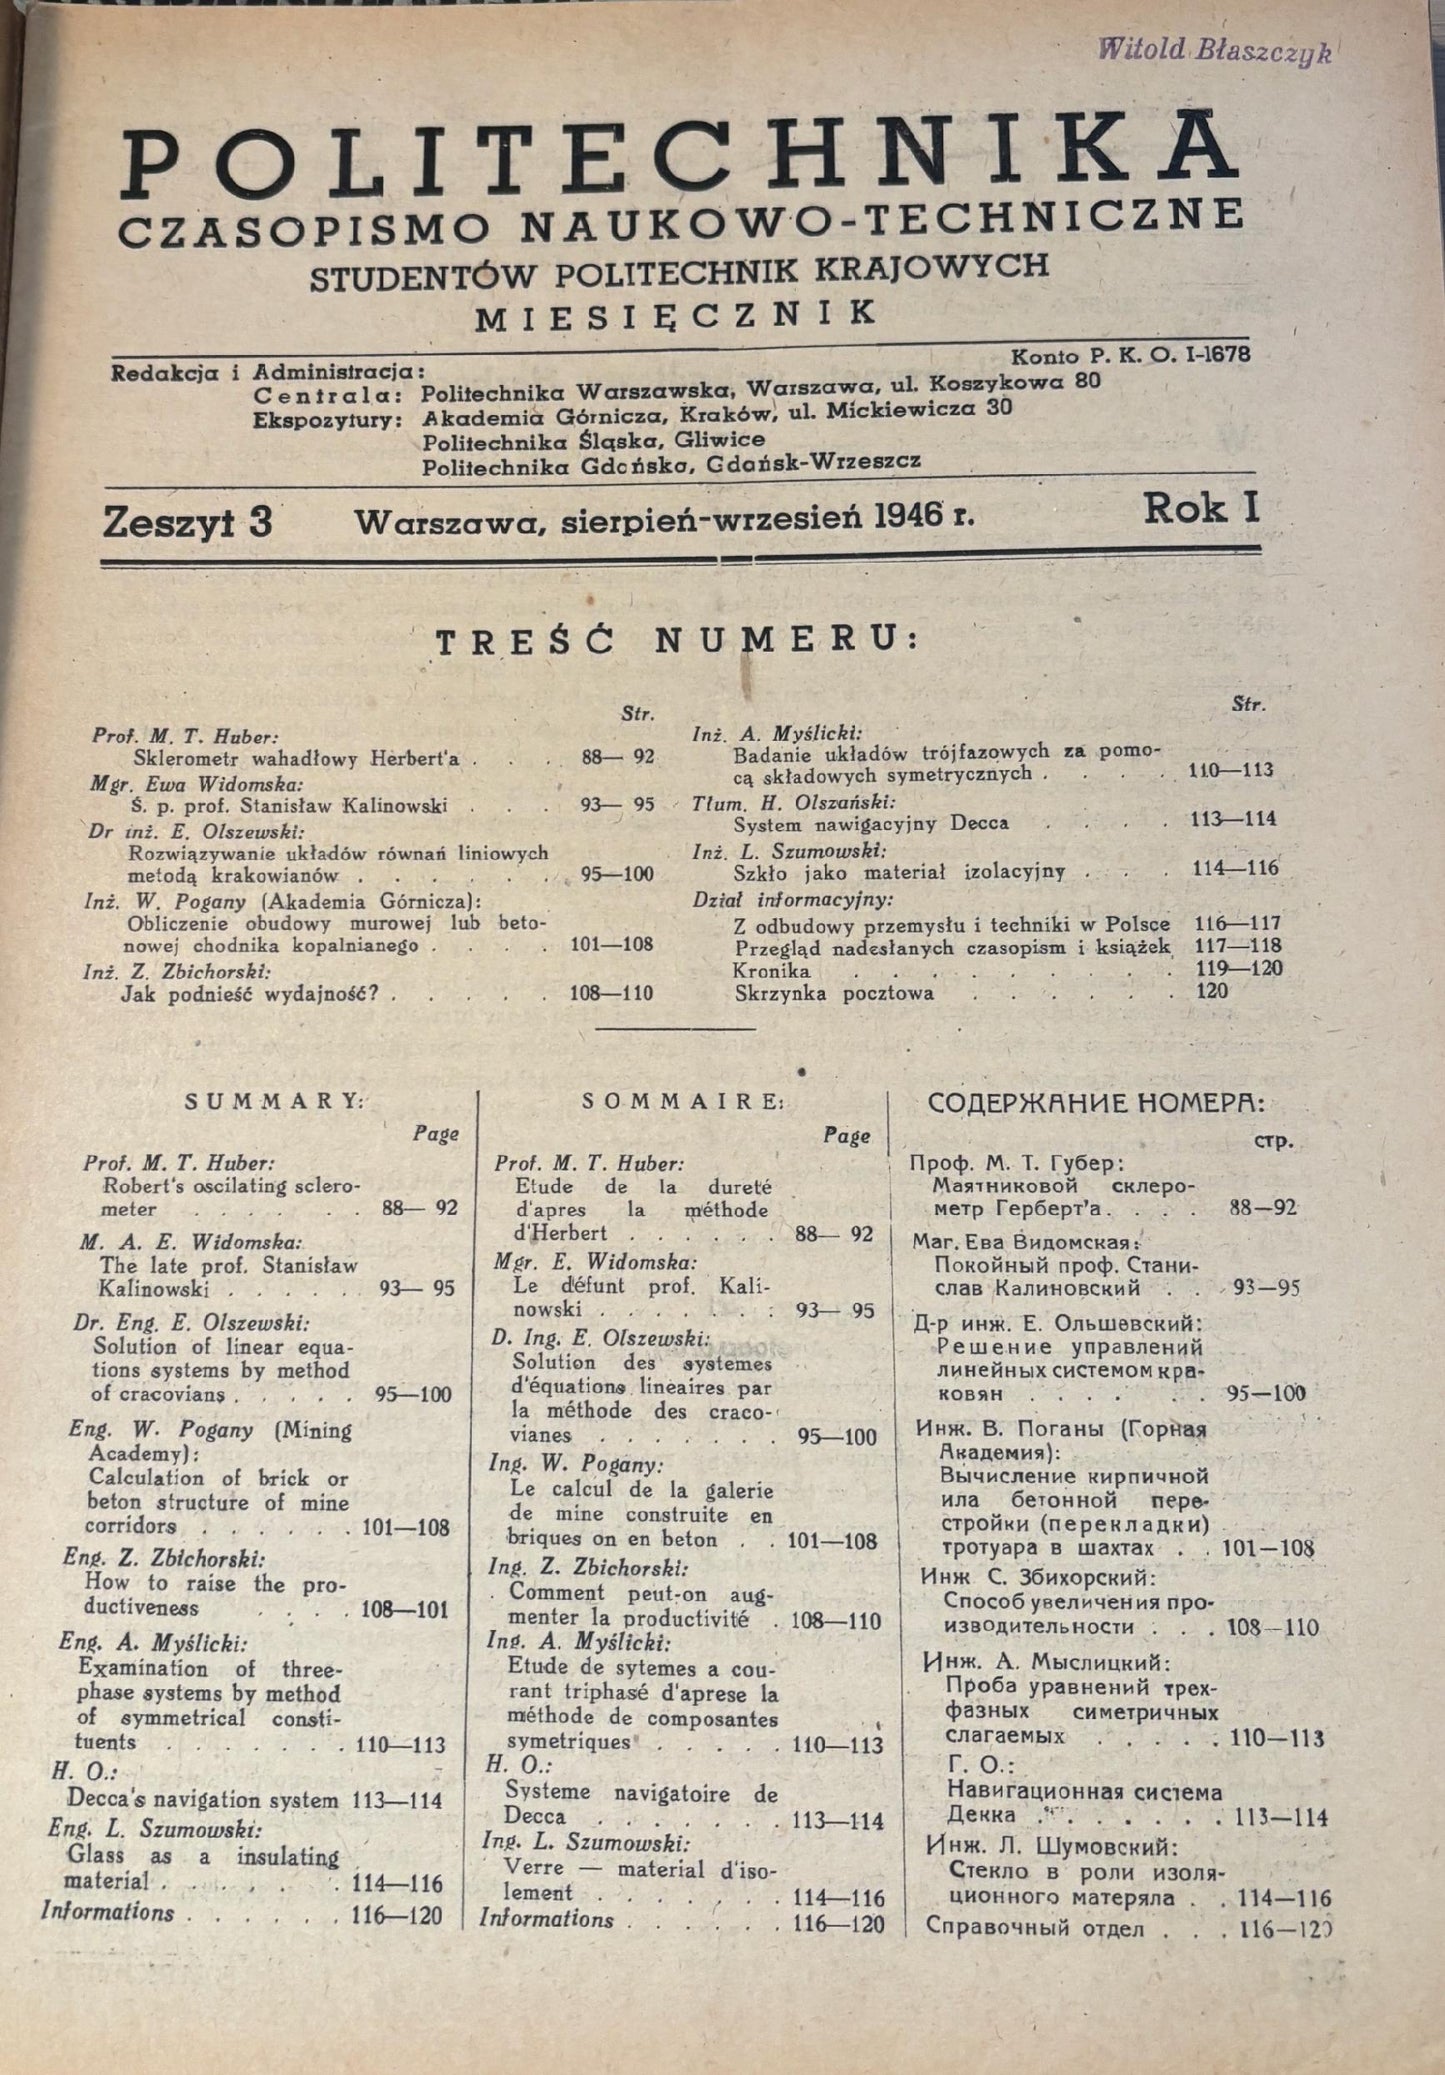 Witold Błaszczyk
POLITECHNIKA
CZASOPISMO NAUKOWO-TECHNICZNE
STUDENTÓW POLITECHNIK KRAJOWYCH
MIESIĘCZNIK
Konto P. K. O. I-1678
Redakcja i Administracja:
Centrala: Politechnika Warszawska, Warszawa, ul. Koszykowa 80
Ekspozytury: Akademia Górnicza, Kraków, ul. Mickiewicza 30
Politechnika Śląska, Gliwice
Politechnika Gdańska, Gdańsk-Wrzeszcz
Zeszyt 3 Warszawa, sierpień-wrzesień 1946 r. Rok I
TREŚĆ NUMERU:
Str.
Prof. M. T. Huber:
Sklerometr wahadłowy Herbert'a . . . 88— 92
Mgr. Ewa Widomska:
Ś. p. prof. Stanisław Kalinowski . . . 93— 95
Dr inż. E. Olszewski:
Rozwiązywanie układów równań liniowych
metodą krakowianów . . . . . . 95—100
Inż. W. Pogany (Akademia Górnicza):
Obliczenie obudowy murowej lub beto-
nowej chodnika kopalnianego . . . . 101—108
Inż. Z. Zbichorski:
Jak podnieść wydajność? . . . . . 108—110
Str.
Inż. A. Myślicki:
Badanie układów trójfazowych za pomo-
cą składowych symetrycznych . . . . 110—113
Tłum. H. Olszański:
System nawigacyjny Decca . . . . 113—114
Inż. L. Szumowski:
Szkło jako materiał izolacyjny . . . 114—116
Dział informacyjny:
Z odbudowy przemysłu i techniki w Polsce 116—117
Przegląd nadesłanych czasopism i książek 117—118
Kronika . . . . . . . . . 119—120
Skrzynka pocztowa . . . . . . 120
SUMMARY:
Page
Prof. M. T. Huber:
Robert's oscilating sclero-
meter . . . . . . 88— 92
M. A. E. Widomska:
The late prof. Stanisław
Kalinowski . . . . . 93— 95
Dr. Eng. E. Olszewski:
Solution of linear equa-
tions systems by method
of cracovians . . . . . 95—100
Eng. W. Pogany (Mining
Academy):
Calculation of brick or
beton structure of mine
corridors . . . . . . 101—108
Eng. Z. Zbichorski:
How to raise the pro-
ductiveness . . . . 108—101
Eng. A. Myślicki:
Examination of three-
phase systems by method
of symmetrical consti-
tuents . . . . . . . 110—113
H. O.:
Decca's navigation system 113—114
Eng. L. Szumowski:
Glass as a insulating
material . . . . . . 114—116
Informations . . . . . . 116—120
SOMMAIRE:
Page
Prof. M. T. Huber:
Etude de la dureté
d'apres la méthode
d'Herbert . . . . . . 88— 92
Mgr. E. Widomska:
Le défunt prof. Kali-
nowski . . . . . . . 93— 95
D. Ing. E. Olszewski:
Solution des systemes
d'équations lineaires par
la méthode des craco-
vianes . . . . . . . 95—100
Ing. W. Pogany:
Le calcul de la galerie
de mine construite en
briques on en beton . . 101—108
Ing. Z. Zbichorski:
Comment peut-on aug-
menter la productivité . 108—110
Ing. A. Myślicki:
Etude de sytemes a cou-
rant triphasé d'aprese la
méthode de composantes
symetriques . . . . . 110—113
H. O.:
Systeme navigatoire de
Decca . . . . . . . 113—114
Ing. L. Szumowski:
Verre — material d'iso-
lement . . . . . . . 114—116
Informations . . . . . . 116—120
СОДЕРЖАНИЕ НОМЕРА:
стр.
Проф. М. Т. Губер:
Маятниковой склеро-
метр Герберт'а . . . . 88—92
Маг. Ева Видомская:
Покойный проф. Стани-
слав Калиновский . . 93—95
Д-р инж. Е. Ольшевский:
Решение управлений
линейных системом кра-
ковян . . . . . . 95—100
Инж. В. Поганы (Горная
Академия):
Вычисление кирпичной
ила бетонной пере-
стройки (перекладки)
тротуара в шахтах . . 101—108
Инж С. Збихорский:
Способ увеличения про-
изводительности . . . 108—110
Инж. А. Мыслицкий:
Проба уравнений трех-
фазных симетричных
слагаемых . . . . . 110—113
Г. О.:
Навигационная система
Декка . . . . . . . 113—114
Инж. Л. Шумовский:
Стекло в роли изоля-
ционного матеряла . . 114—116
Справочный отдел . . . 116—120